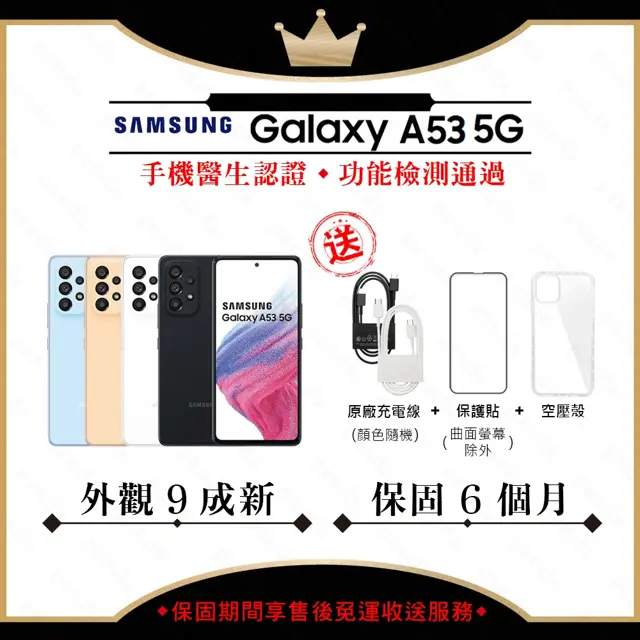 SAMSUNG Galaxy A53 5G
手機醫生認證◆功能檢測通過
送
SAMSUNG
Galaxy A53 5G
原廠充電線 + 保護貼 + 空壓殼
(顏色隨機) (曲面螢幕除外)
外觀 9 成新
保固 6 個月
◆保固期間享售後免運收送服務◆